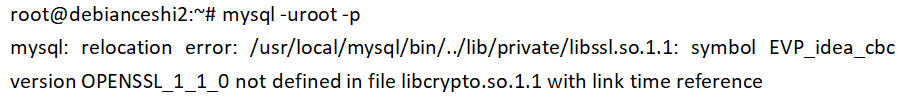 root@debianceshi2:~# mysql -uroot -p
mysql: relocation error: /usr/local/mysql/bin/../lib/private/libssl.so.1.1: symbol EVP_idea_cbc
version OPENSSL_1_1_0 not defined in file libcrypto.so.1.1 with link time reference